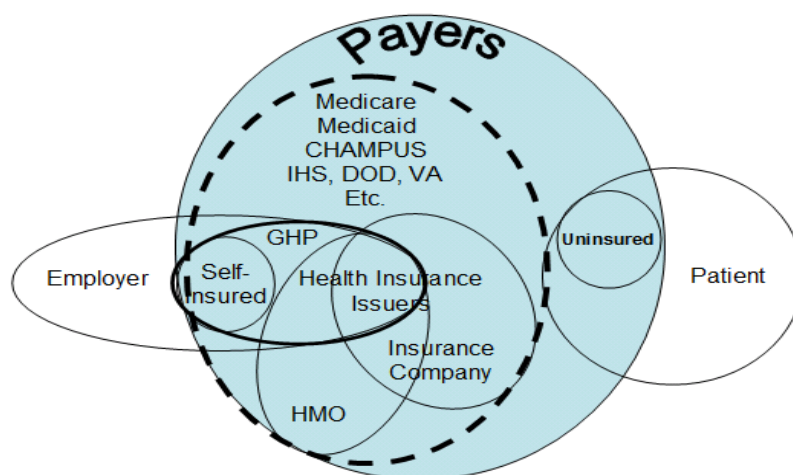 Payers
Medicare
Medicaid
CHAMPUS
IHS, DOD, VA
Etc.
GHP
Employer
Self-
Insured
Health Insurance
Issuers
Insurance
Company
HMO
Uninsured
Patient